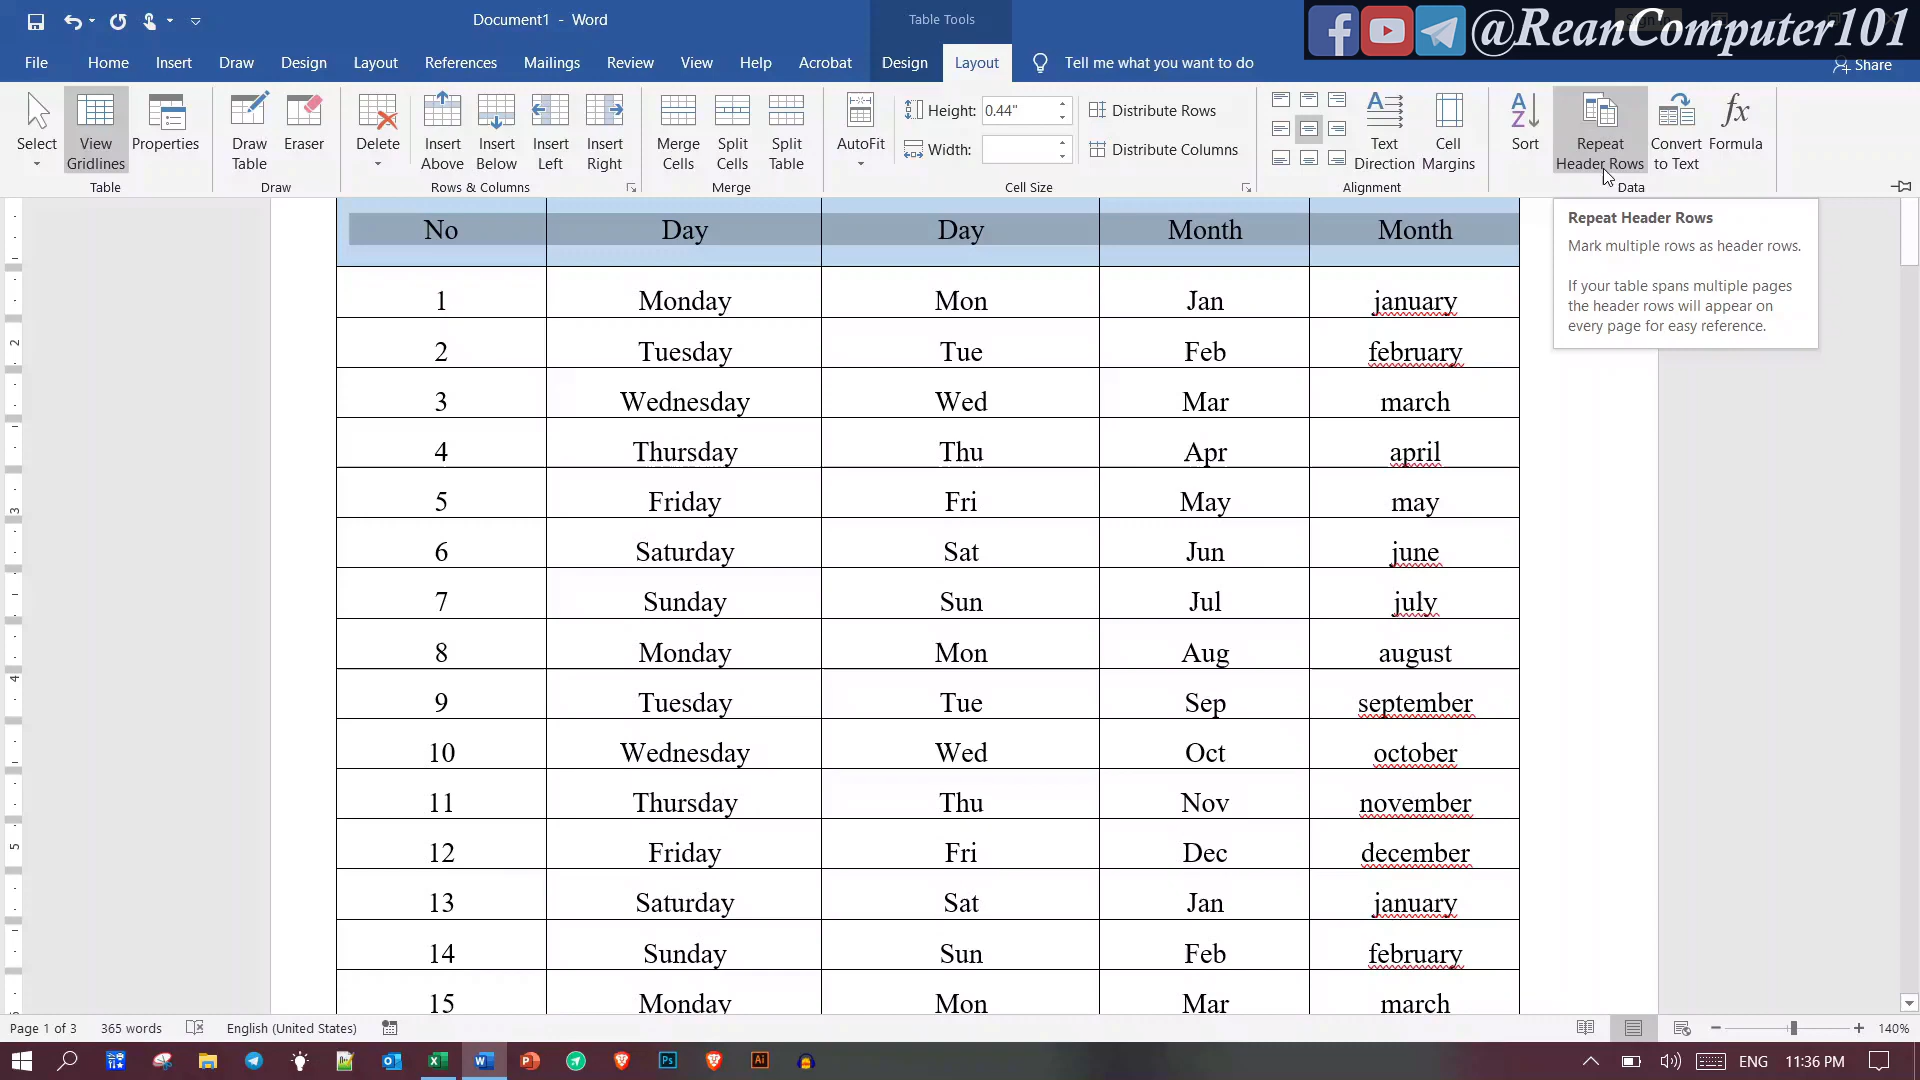 Document1 - Word
Table Tools
@ReanComputer101
File Home Insert Draw Design Layout References Mailings Review View Help Acrobat Design Layout Tell me what you want to do Share
Select
View Gridlines
Properties
Table
Draw Table
Eraser
Draw
Delete
Insert Above
Insert Below
Insert Left
Insert Right
Rows & Columns
Merge Cells
Split Cells
Split Table
Merge
AutoFit
Height: 0.44"
Width:
Distribute Rows
Distribute Columns
Cell Size
Text Direction
Cell Margins
Alignment
Sort
Repeat Header Rows
Convert to Text
Formula
Data
Repeat Header Rows
Mark multiple rows as header rows.
If your table spans multiple pages
the header rows will appear on
every page for easy reference.
No Day Day Month Month
1 Monday Mon Jan january
2 Tuesday Tue Feb february
3 Wednesday Wed Mar march
4 Thursday Thu Apr april
5 Friday Fri May may
6 Saturday Sat Jun june
7 Sunday Sun Jul july
8 Monday Mon Aug august
9 Tuesday Tue Sep september
10 Wednesday Wed Oct october
11 Thursday Thu Nov november
12 Friday Fri Dec december
13 Saturday Sat Jan january
14 Sunday Sun Feb february
15 Monday Mon Mar march
2
3
4
5
Page 1 of 3 365 words English (United States) 140%
ENG 11:36 PM